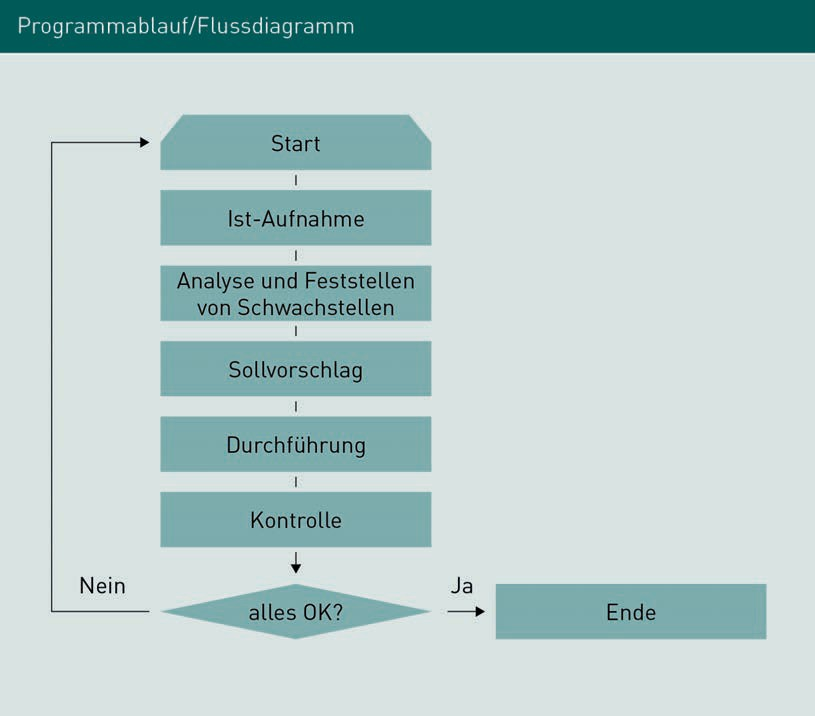 Programmablauf/Flussdiagramm
Start
Ist-Aufnahme
Analyse und Feststellen
von Schwachstellen
Sollvorschlag
Durchführung
Kontrolle
Nein
alles OK?
Ja
Ende